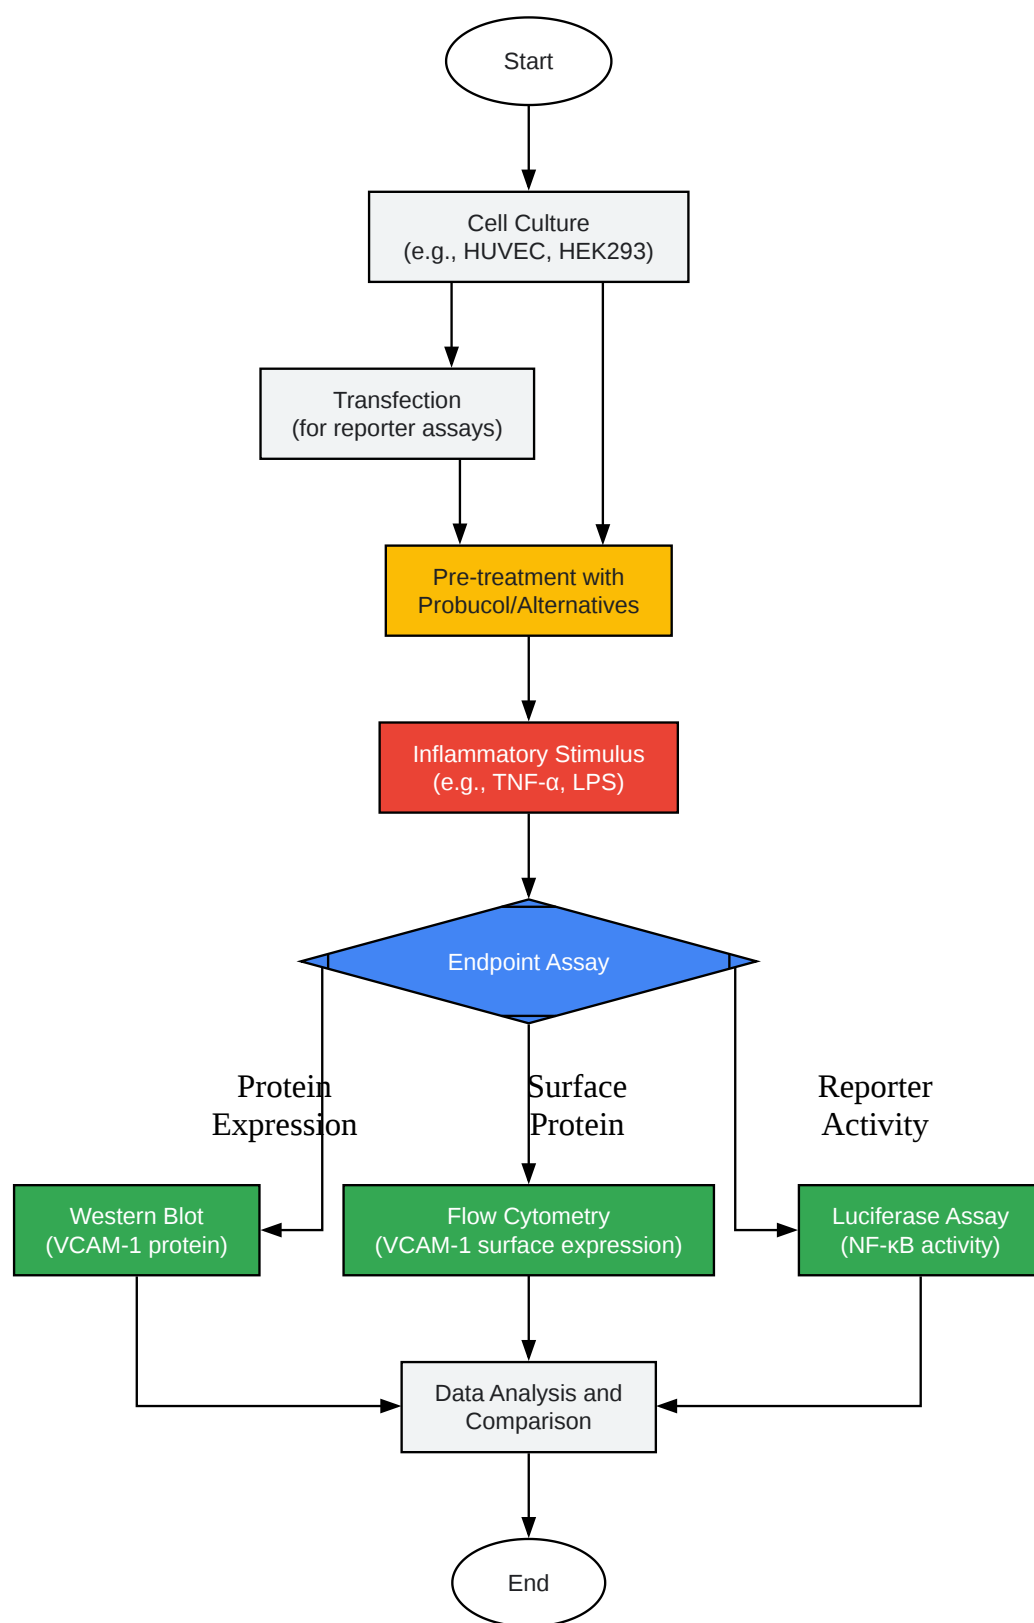 Start
Cell Culture
(e.g., HUVEC, HEK293)
Transfection
(for reporter assays)
Pre-treatment with
Probucol/Alternatives
Inflammatory Stimulus
(e.g., TNF-α, LPS)
Endpoint Assay
Protein
Expression
Surface
Protein
Reporter
Activity
Western Blot
(VCAM-1 protein)
Flow Cytometry
(VCAM-1 surface expression)
Luciferase Assay
(NF-κB activity)
Data Analysis and
Comparison
End